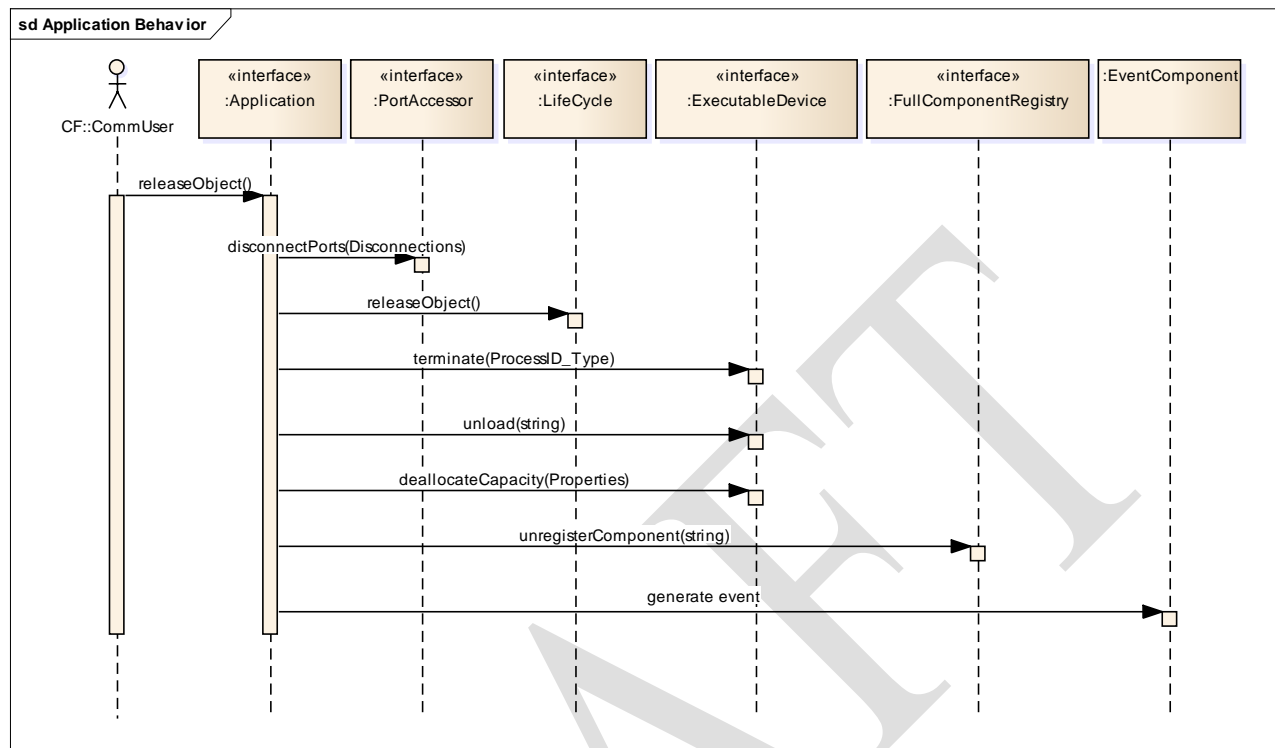 sd Application Behavior
CF::CommUser
«interface»
:Application
«interface»
:PortAccessor
«interface»
:LifeCycle
«interface»
:ExecutableDevice
«interface»
:FullComponentRegistry
:EventComponent
releaseObject()
disconnectPorts(Disconnections)
releaseObject()
terminate(ProcessID_Type)
unload(string)
deallocateCapacity(Properties)
unregisterComponent(string)
generate event
AFT